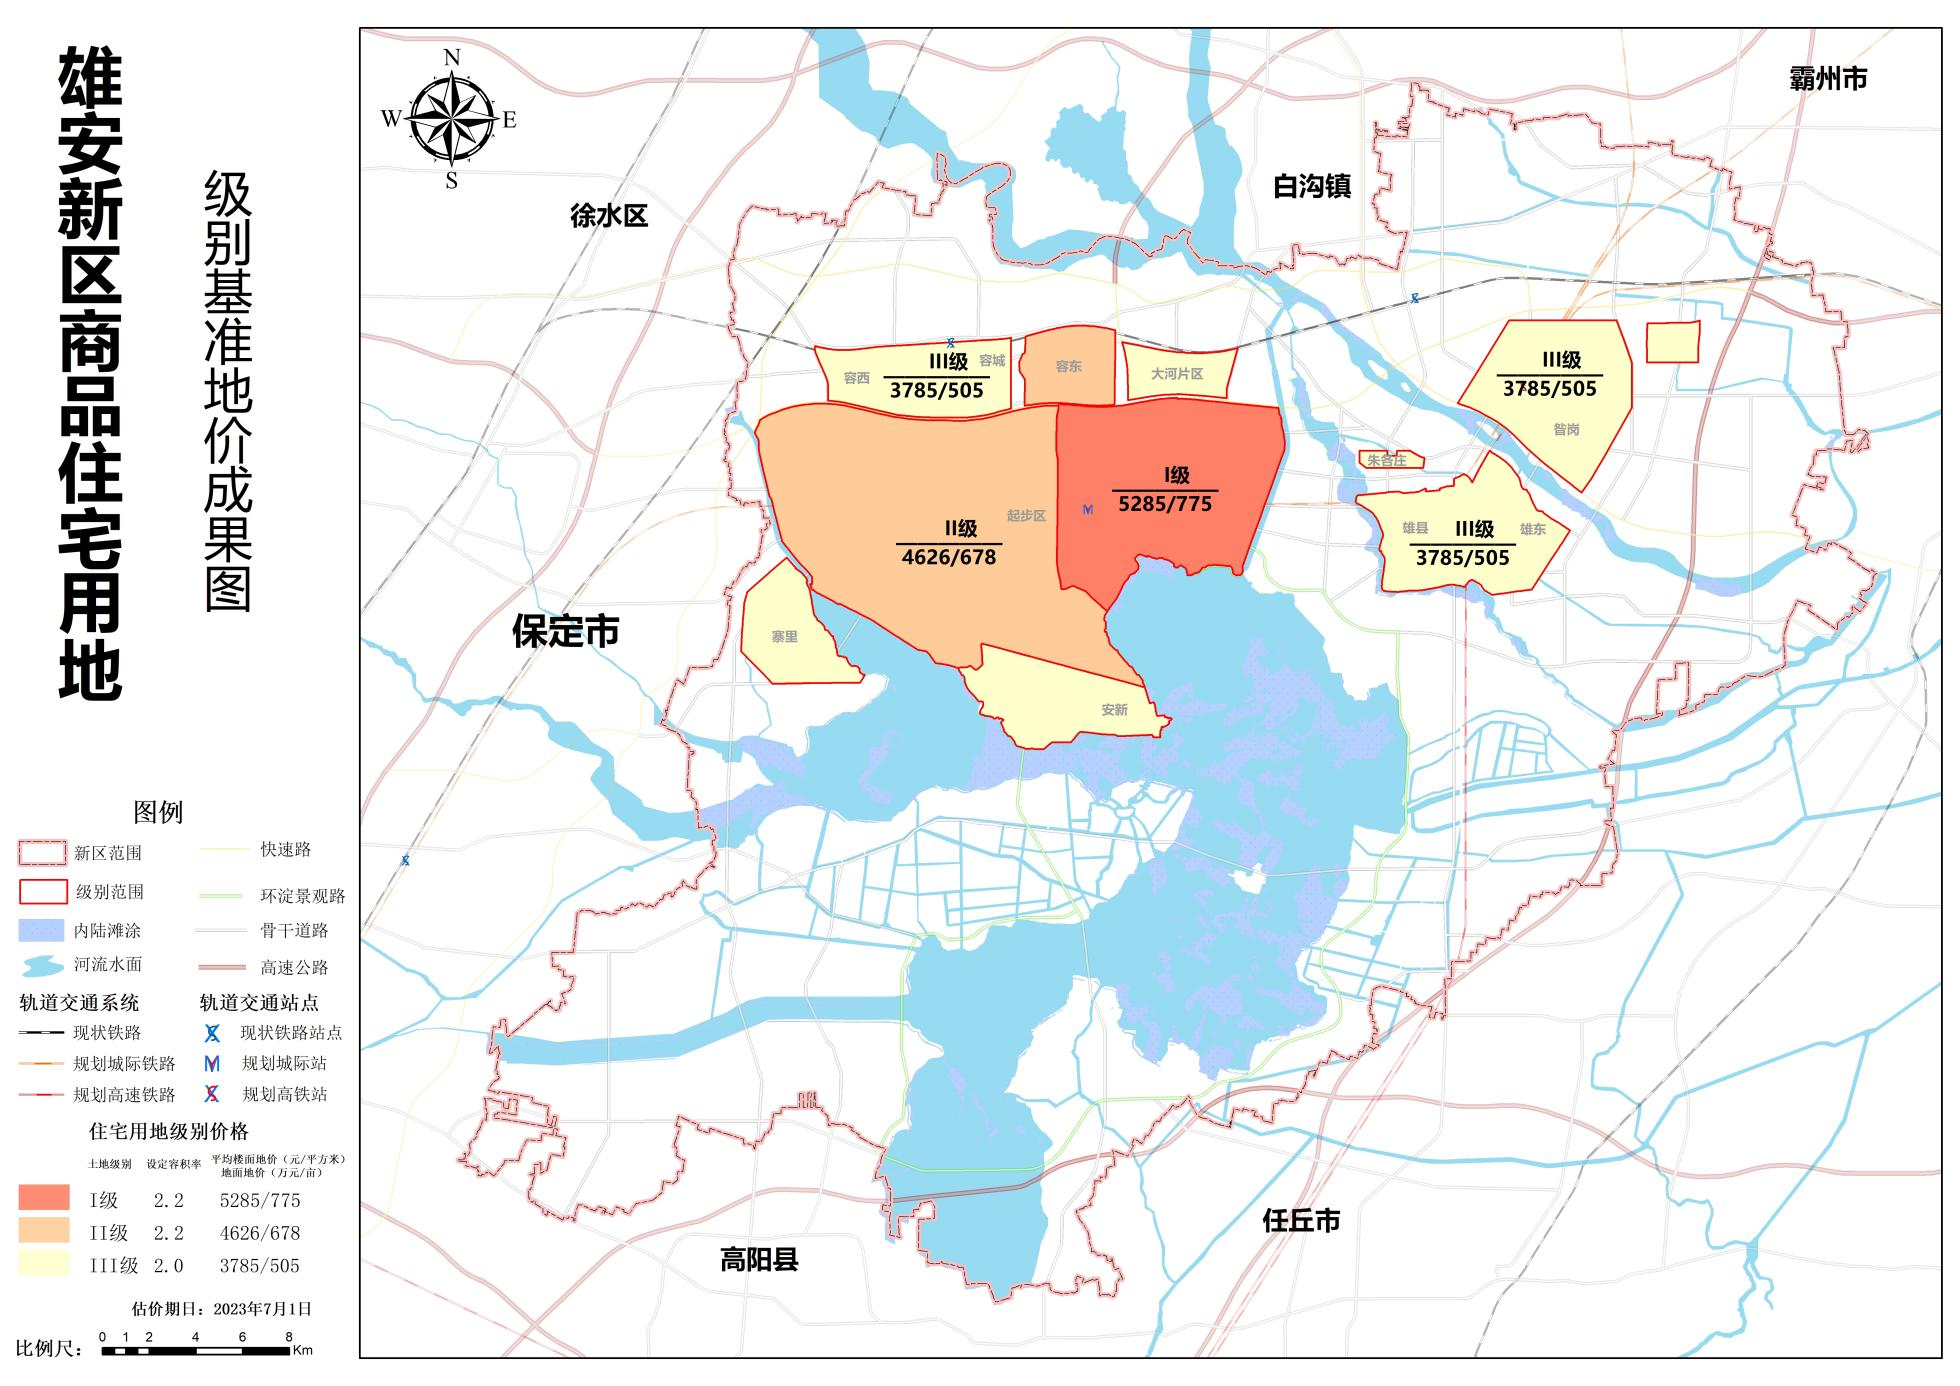 雄安新区商品住宅用地
级别基准地价成果图
N
W
E
S
霸州市
白沟镇
徐水区
保定市
高阳县
任丘市
容西
III级
3785/505
容城
容东
大河片区
III级
3785/505
昝岗
朱各庄
I级
5285/775
起步区
II级
4626/678
雄县
III级
3785/505
雄东
寨里
安新
图例
新区范围
快速路
级别范围
环淀景观路
内陆滩涂
骨干道路
河流水面
高速公路
轨道交通系统
轨道交通站点
现状铁路
现状铁路站点
规划城际铁路
规划城际站
规划高速铁路
规划高铁站
住宅用地级别价格
土地级别 设定容积率 平均楼面地价（元/平方米）
地面地价（万元/亩）
I级 2.2 5285/775
II级 2.2 4626/678
III级 2.0 3785/505
估价期日：2023年7月1日
比例尺： 0 1 2 4 6 8 Km